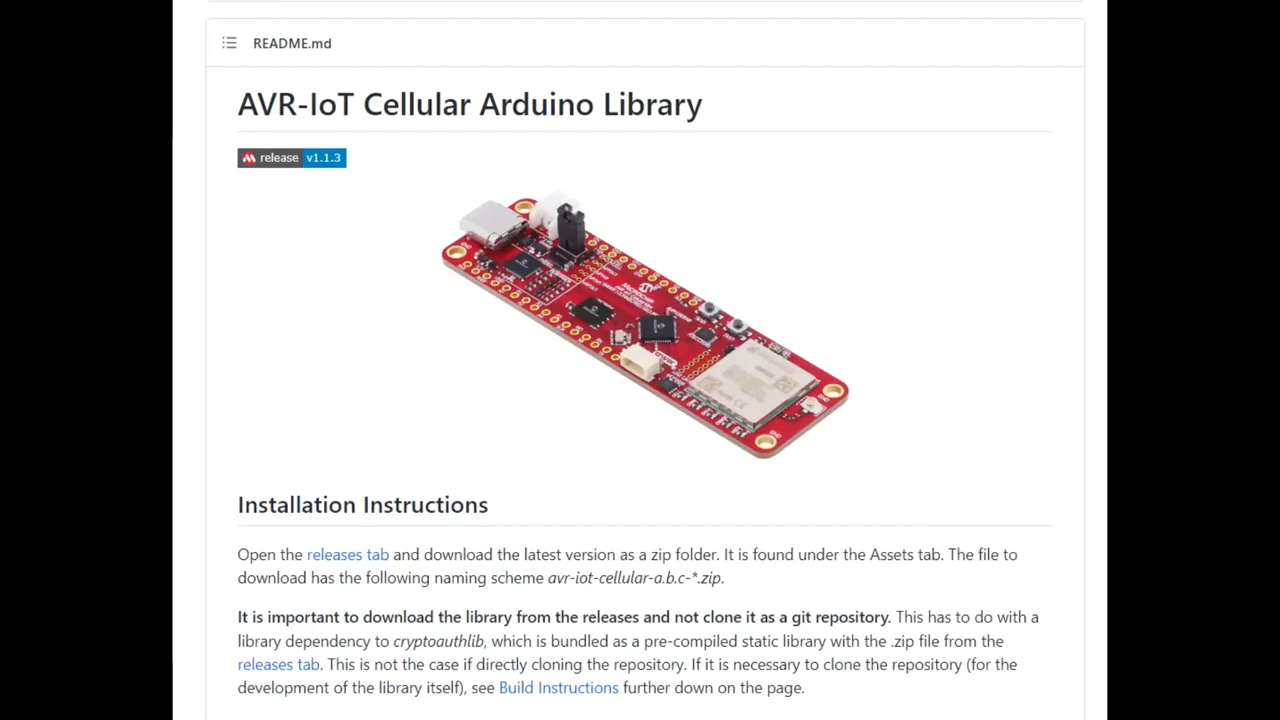 README.md
AVR-IoT Cellular Arduino Library
release v1.1.3
Installation Instructions
Open the releases tab and download the latest version as a zip folder. It is found under the Assets tab. The file to
download has the following naming scheme avr-iot-cellular-a.b.c-*.zip.
It is important to download the library from the releases and not clone it as a git repository. This has to do with a
library dependency to cryptoauthlib, which is bundled as a pre-compiled static library with the .zip file from the
releases tab. This is not the case if directly cloning the repository. If it is necessary to clone the repository (for the
development of the library itself), see Build Instructions further down on the page.